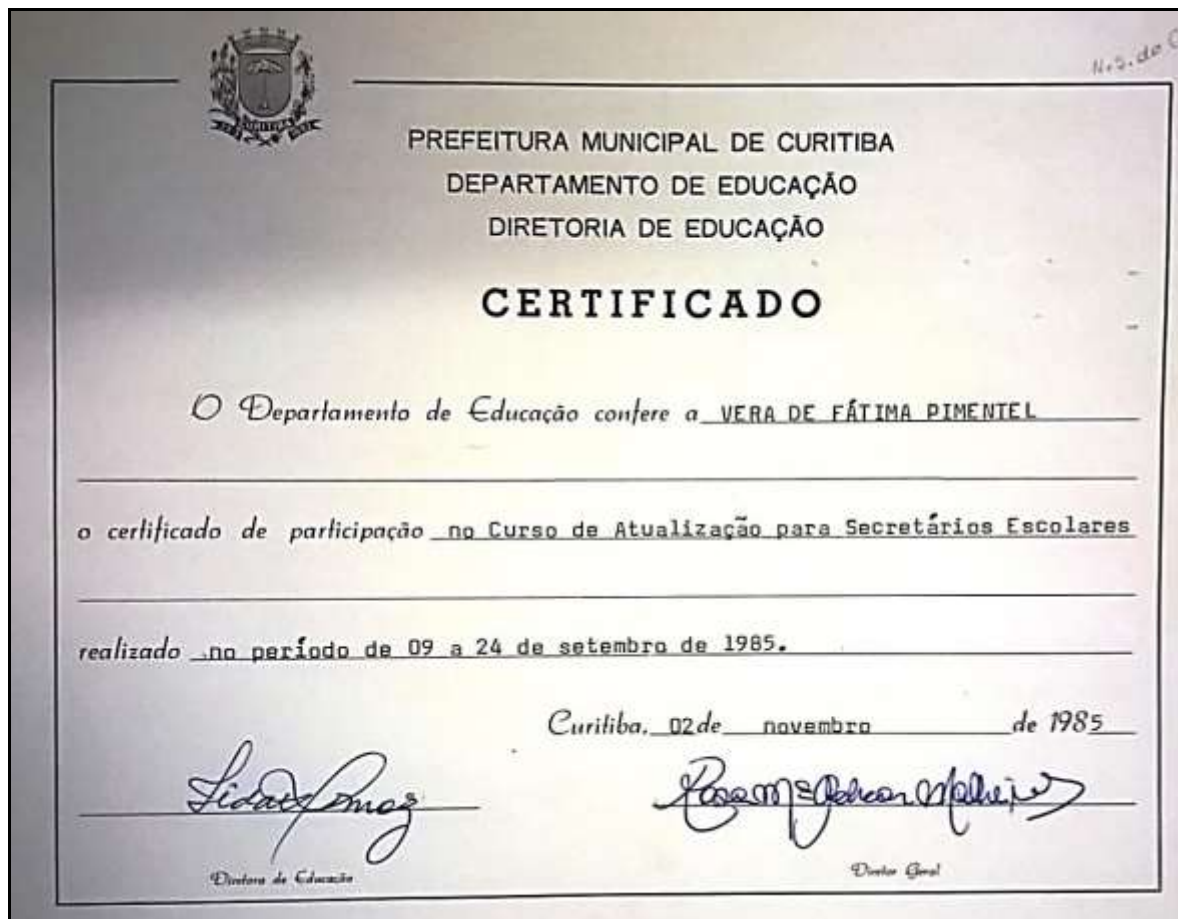 N.S. do
PREFEITURA MUNICIPAL DE CURITIBA
DEPARTAMENTO DE EDUCAÇÃO
DIRETORIA DE EDUCAÇÃO
CERTIFICADO
O Departamento de Educação confere a VERA DE FÁTIMA PIMENTEL
o certificado de participação no Curso de Atualização para Secretários Escolares
realizado no período de 09 a 24 de setembro de 1985.
Curitiba, 02 de novembro de 1985
Diretora de Educação
Diretor Geral